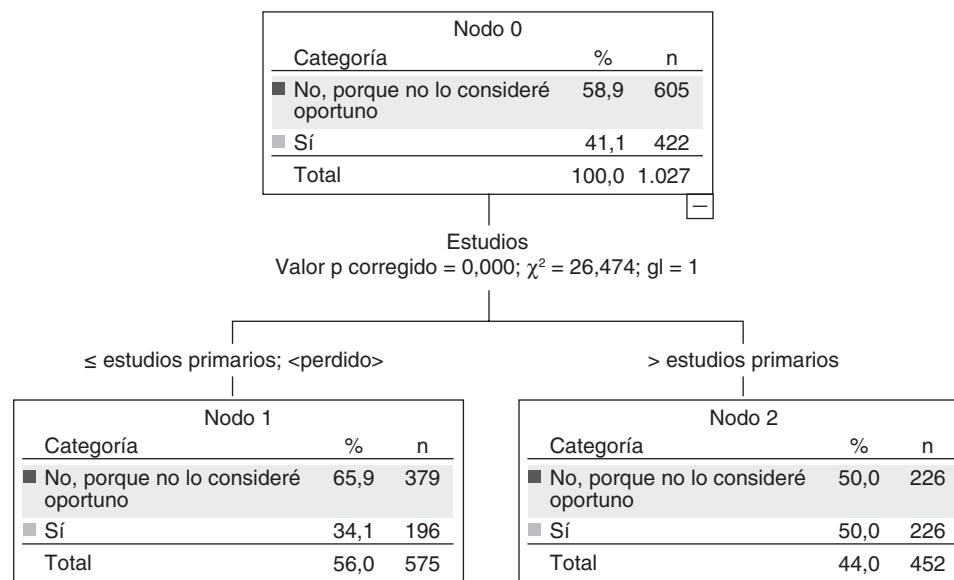 Nodo 0
Categoría % n
No, porque no lo consideré 58,9 605
oportuno
Sí 41,1 422
Total 100,0 1.027
Estudios
Valor p corregido = 0,000; χ² = 26,474; gl = 1
≤ estudios primarios; <perdido>
> estudios primarios
Nodo 1
Categoría % n
No, porque no lo consideré 65,9 379
oportuno
Sí 34,1 196
Total 56,0 575
Nodo 2
Categoría % n
No, porque no lo consideré 50,0 226
oportuno
Sí 50,0 226
Total 44,0 452